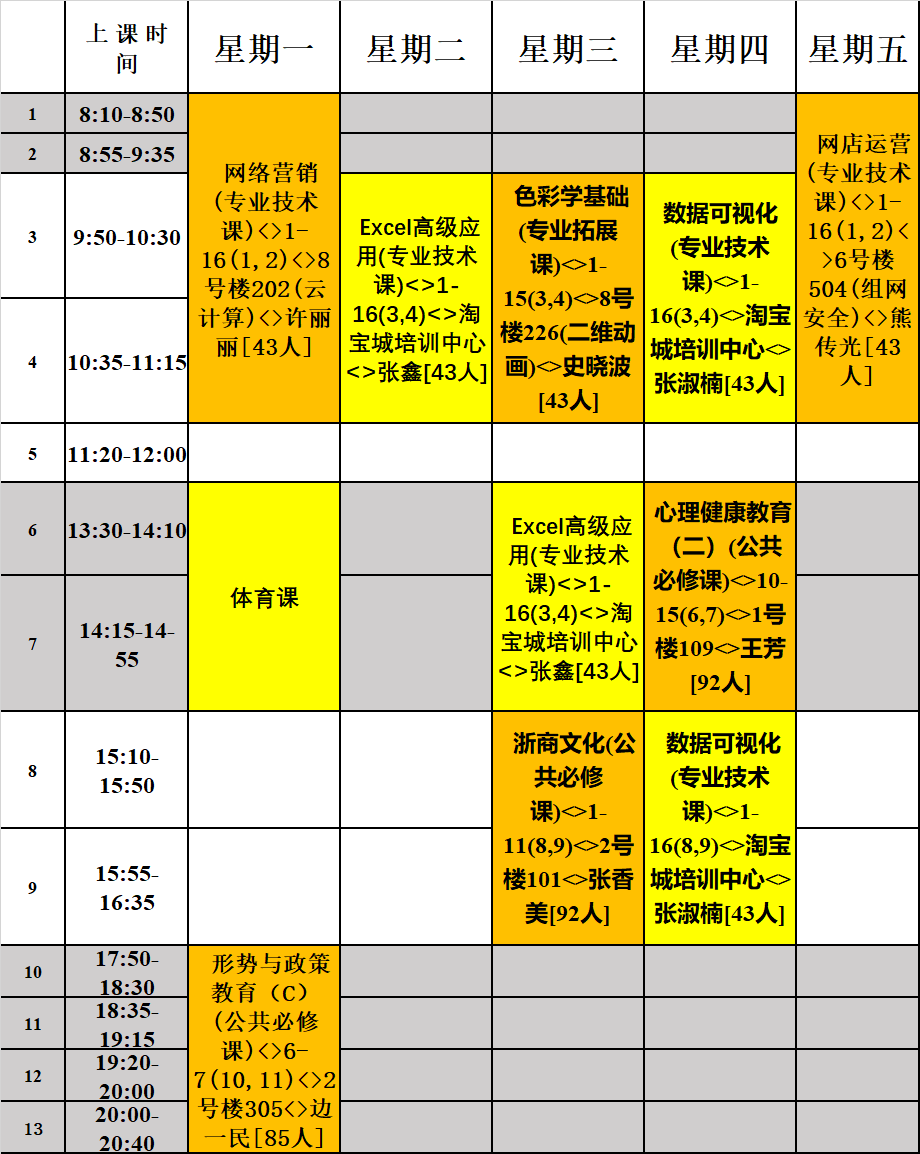 上课时
间
星期一
星期二
星期三
星期四
星期五
1
8:10-8:50
2
8:55-9:35
3
9:50-10:30
4
10:35-11:15
网络营销
(专业技术
课)<>1-
16(1,2)<>8
号楼202(云
计算)<>许丽
丽[43人]
Excel高级应
用(专业技术
课)<>1-
16(3,4)<>淘
宝城培训中心
<>张鑫[43人]
色彩学基础
(专业拓展
课)<>1-
15(3,4)<>8号
楼226(二维动
画)<>史晓波
[43人]
数据可视化
(专业技术
课)<>1-
16(3,4)<>淘宝
城培训中心<>
张淑楠[43人]
网店运营
(专业技术
课)<>1-
16(1,2)<
>6号楼
504(组网
安全)<>熊
传光[43
人]
5
11:20-12:00
6
13:30-14:10
7
14:15-14-
55
体育课
Excel高级应
用(专业技术
课)<>1-
16(3,4)<>淘
宝城培训中心
<>张鑫[43人]
心理健康教育
（二）(公共
必修课)<>10-
15(6,7)<>1号
楼109<>王芳
[92人]
8
15:10-
15:50
9
15:55-
16:35
浙商文化(公
共必修
课)<>1-
11(8,9)<>2号
楼101<>张香
美[92人]
数据可视化
(专业技术
课)<>1-
16(8,9)<>淘宝
城培训中心<>
张淑楠[43人]
10
17:50-
18:30
11
18:35-
19:15
12
19:20-
20:00
13
20:00-
20:40
形势与政策
教育（C）
(公共必修
课)<>6-
7(10,11)<>2
号楼305<>边
一民[85人]